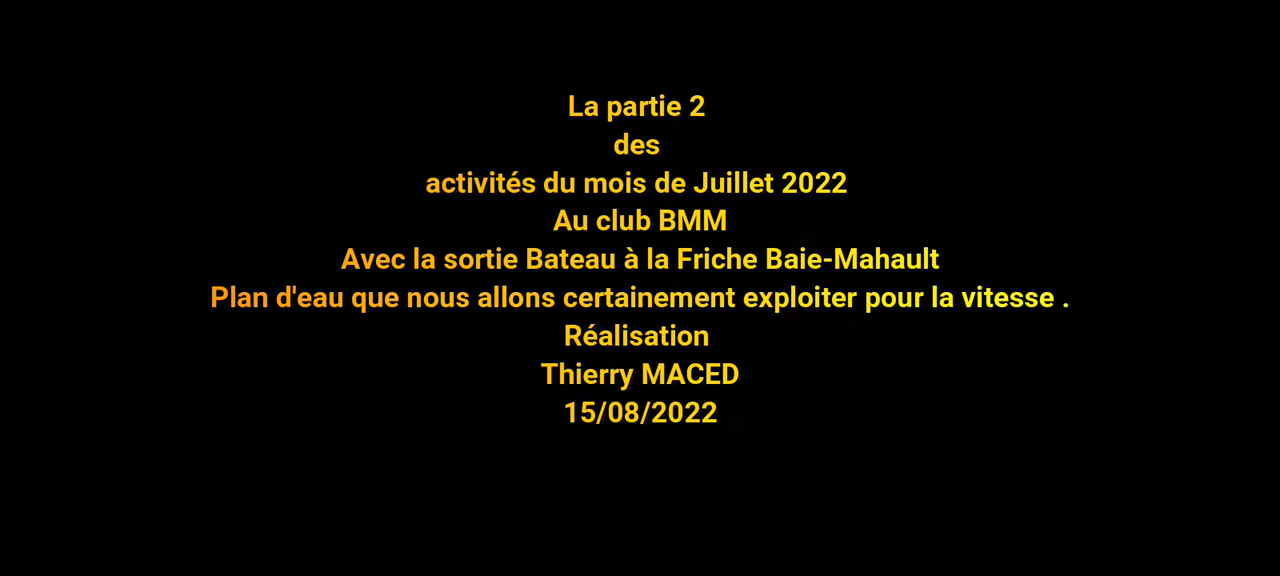 La partie 2
des
activités du mois de Juillet 2022
Au club BMM
Avec la sortie Bateau à la Friche Baie-Mahault
Plan d'eau que nous allons certainement exploiter pour la vitesse .
Réalisation
Thierry MACED
15/08/2022